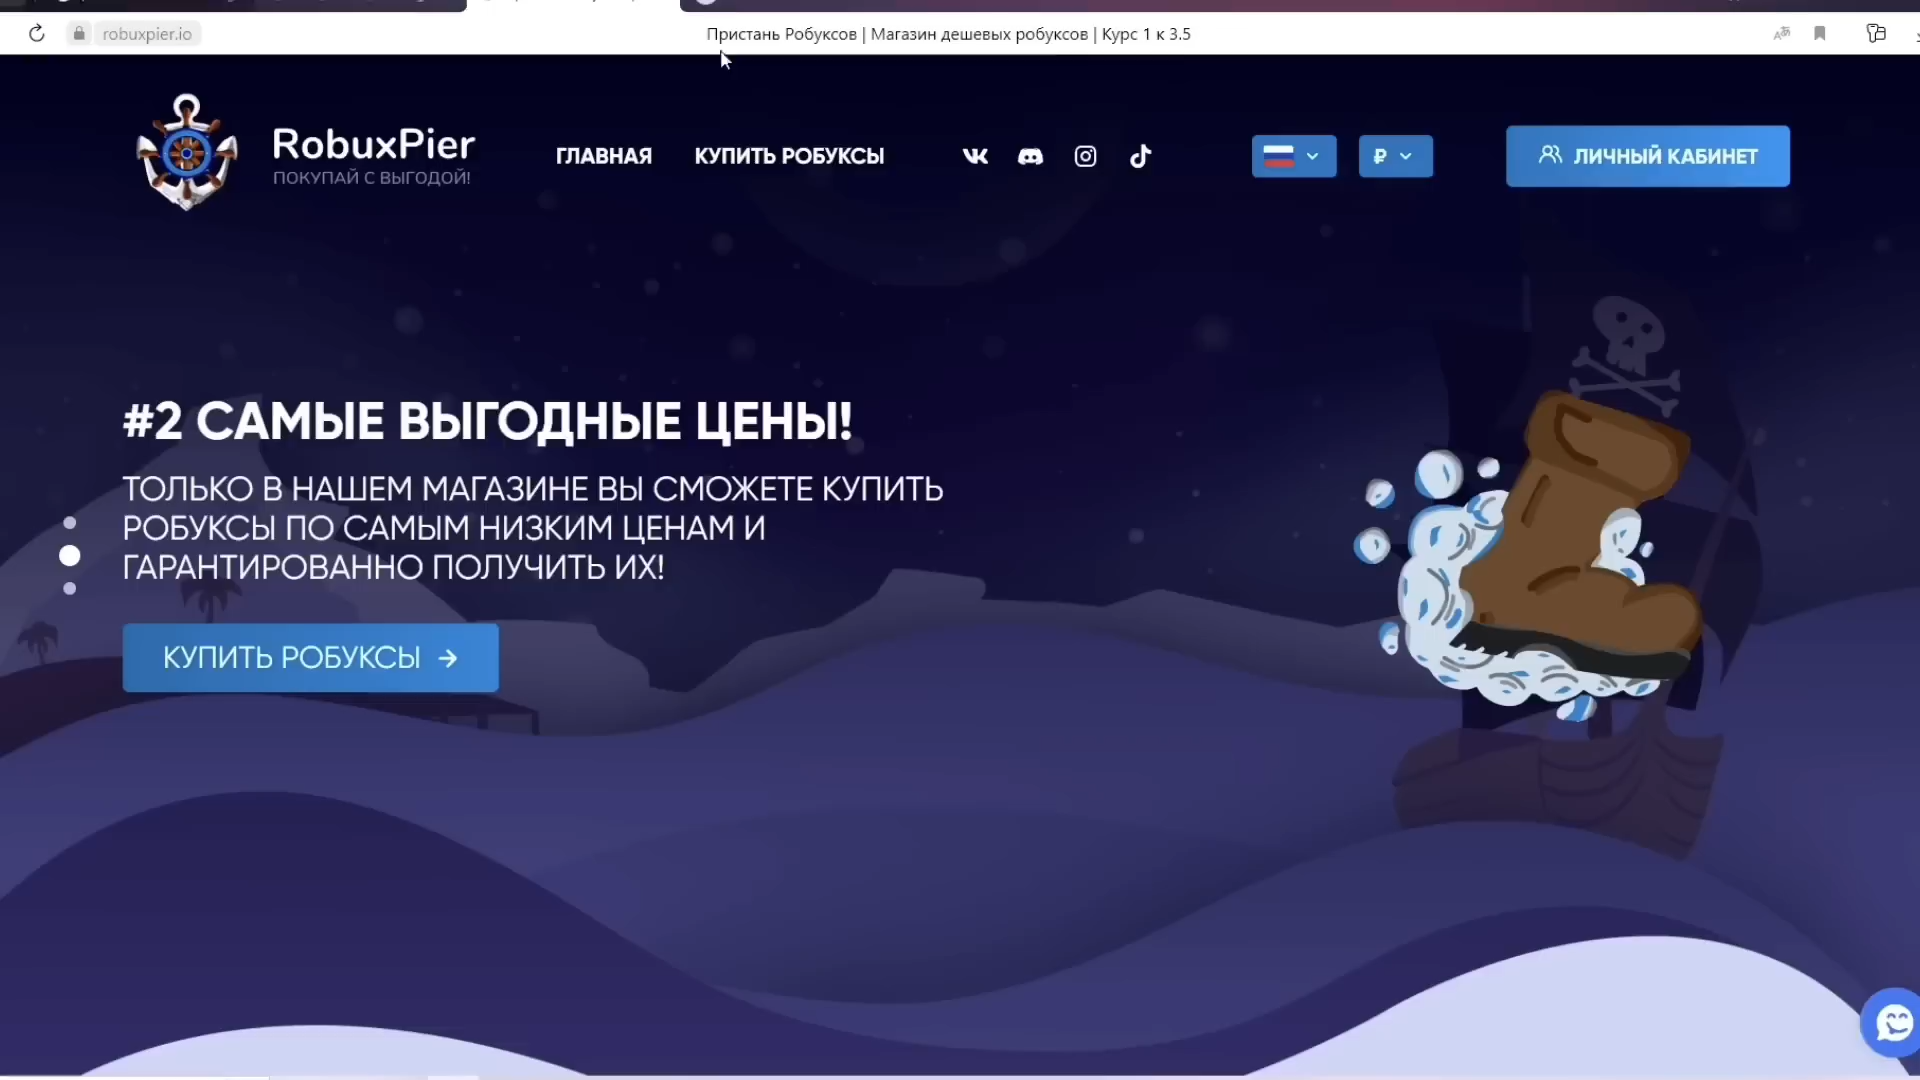 robuxpier.io
Пристань Робуксов | Магазин дешевых робуксов | Курс 1 к 3.5
RobuxPier
ПОКУПАЙ С ВЫГОДОЙ!
ГЛАВНАЯ
КУПИТЬ РОБУКСЫ
₽
ЛИЧНЫЙ КАБИНЕТ
#2 САМЫЕ ВЫГОДНЫЕ ЦЕНЫ!
ТОЛЬКО В НАШЕМ МАГАЗИНЕ ВЫ СМОЖЕТЕ КУПИТЬ
РОБУКСЫ ПО САМЫМ НИЗКИМ ЦЕНАМ И
ГАРАНТИРОВАННО ПОЛУЧИТЬ ИХ!
КУПИТЬ РОБУКСЫ →